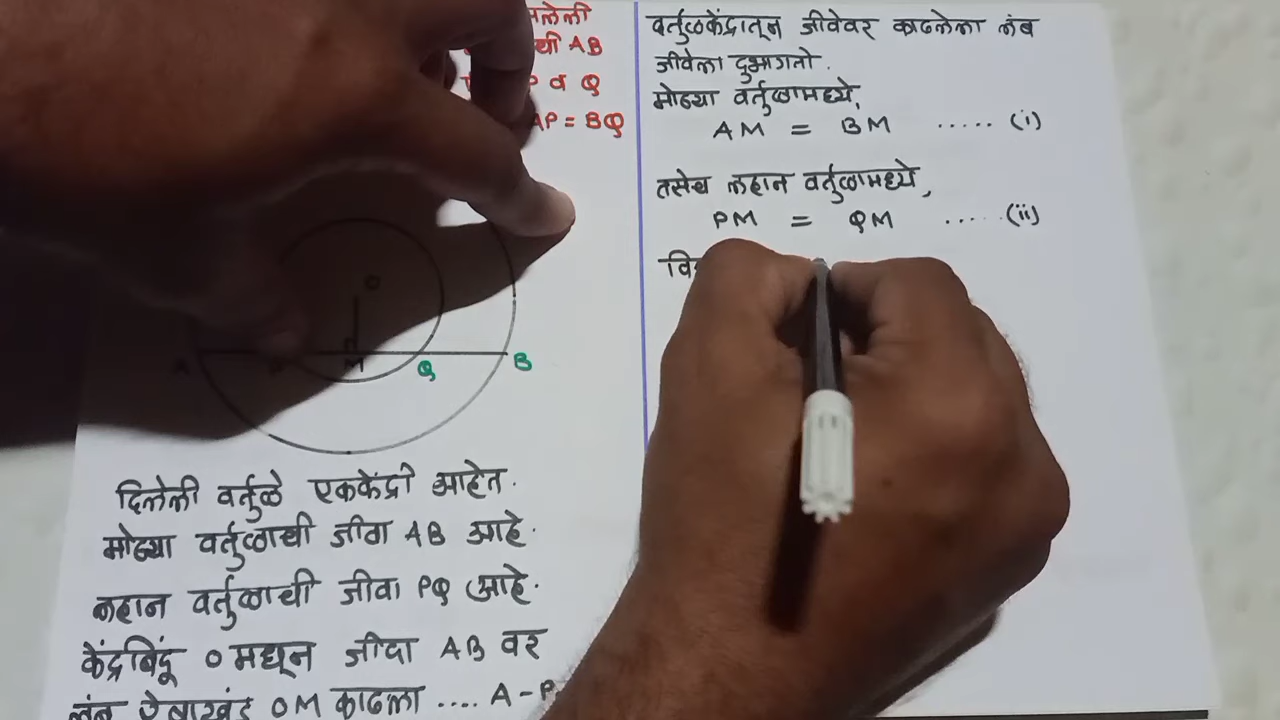 थी AB
P व Q
AP = BQ
O
A
M
Q
B
दिलेली वर्तुळे एककेंद्री आहेत.
मोठ्या वर्तुळाची जीवा AB आहे.
लहान वर्तुळाची जीवा PQ आहे.
केंद्रबिंदू O मधून जीवा AB वर
लंब रेषाखंड OM काढला .... A-P
वर्तुळकेंद्रातून जीवेवर काढलेला लंब
जीवेला दुभागतो.
मोठ्या वर्तुळामध्ये,
AM = BM ..... (i)
तसेच लहान वर्तुळामध्ये,
PM = QM ..... (ii)